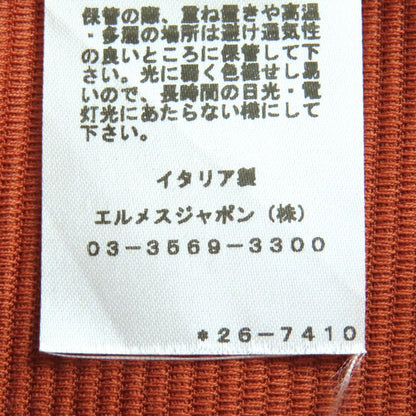 保管の際、重ね置きや高温
・多湿の場所は避け通気性
の良いところに保管して下
さい。光に弱く色褪せし易
いので、長時間の日光・電
灯光にあたらない様にして
下さい。
イタリア製
エルメスジャポン（株）
03-3569-3300
*26-7410